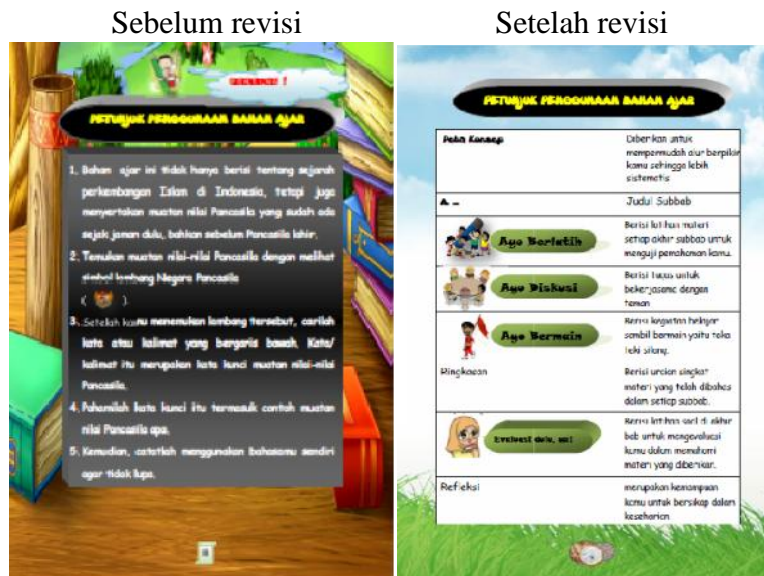 Sebelum revisi
Setelah revisi
PENTING !
PETUNJUK PENGGUNAAN BAHAN AJAR
1. Bahan ajar ini tidak hanya berisi tentang sejarah
perkembangan Islam di Indonesia, tetapi juga
menyertakan muatan nilai Pancasila yang sudah ada
sejak jaman dulu, bahkan sebelum Pancasila lahir.
2. Temukan muatan nilai-nilai Pancasila dengan melihat
simbol lambang Negara Pancasila
( ).
3. Setelah kamu menemukan lambang tersebut, carilah
kata atau kalimat yang bergaris bawah. Kata/
kalimat itu merupakan kata kunci muatan nilai-nilai
Pancasila.
4. Pahamilah kata kunci itu termasuk contoh muatan
nilai Pancasila apa.
5. Kemudian, catatlah menggunakan bahasamu sendiri
agar tidak lupa.
PETUNJUK PENGGUNAAN BAHAN AJAR
Peta Konsep
Diberikan untuk
mempermudah alur berpikir
kamu sehingga lebih
sistematis
A. –
Judul Subbab
Ayo Berlatih
Berisi latihan materi
setiap akhir subbab untuk
menguji pemahaman kamu.
Ayo Diskusi
Berisi tugas untuk
bekerjasama dengan
teman
Ayo Bermain
Berisi kegiatan belajar
sambil bermain yaitu teka
teki silang.
Ringkasan
Berisi uraian singkat
materi yang telah dibahas
dalam setiap subbab.
Evaluasi dulu, ya!
Berisi latihan soal di akhir
bab untuk mengevaluasi
kamu dalam memahami
materi yang diberikan.
Refleksi
merupakan kemampuan
kamu untuk bersikap dalam
keseharian